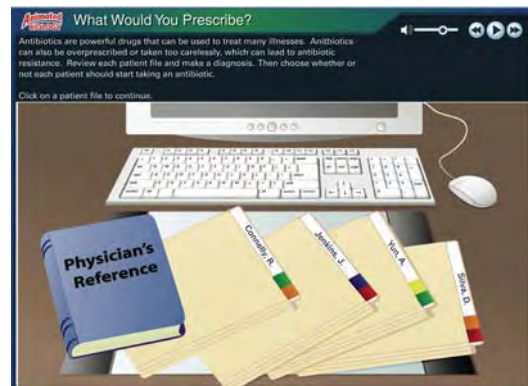 Animated BIOLOGY
What Would You Prescribe?
Antibiotics are powerful drugs that can be used to treat many illnesses. Anitbiotics
can also be overprescribed or taken too carelessly, which can lead to antibiotic
resistance. Review each patient file and make a diagnosis. Then choose whether or
not each patient should start taking an antibiotic.
Click on a patient file to continue.
Physician's
Reference
Connelly, R.
Jenkins, J.
Yun, A.
Silva, D.